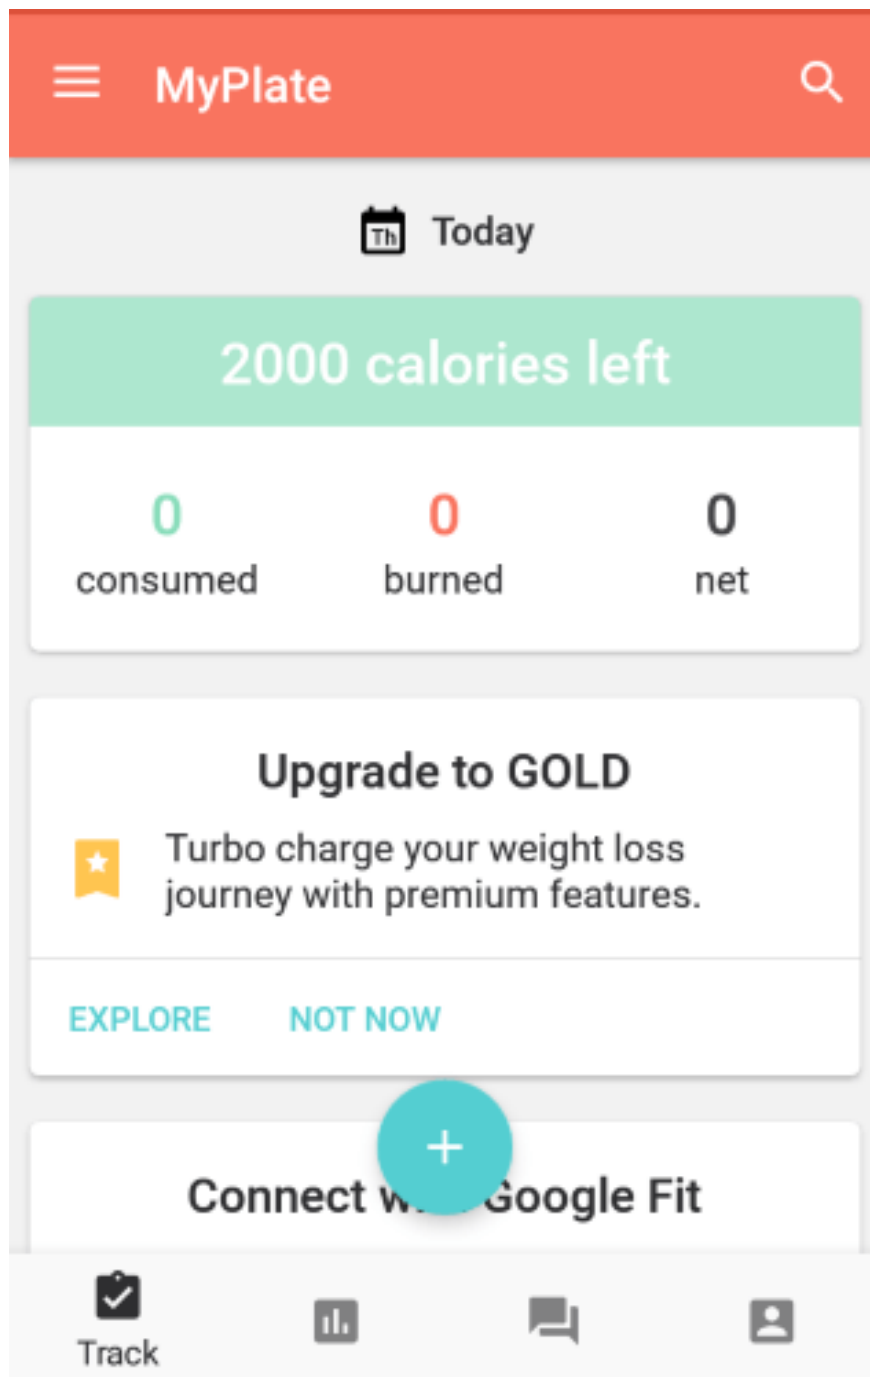 MyPlate
Th Today
2000 calories left
0 0 0
consumed burned net
Upgrade to GOLD
Turbo charge your weight loss
journey with premium features.
EXPLORE NOT NOW
+
Connect Google Fit
Track